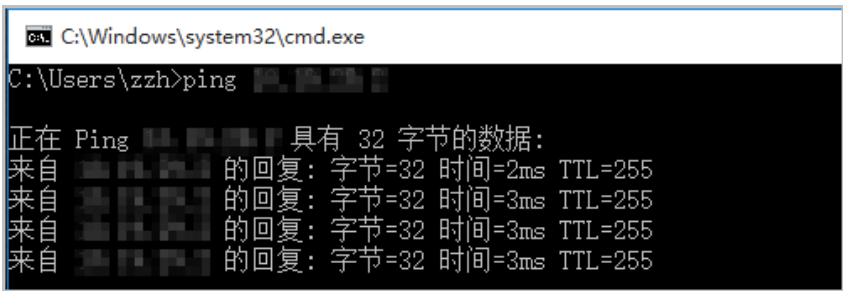 C:\Windows\system32\cmd.exe
C:\Users\zzh>ping
正在 Ping 具有 32 字节的数据:
来自 的回复: 字节=32 时间=2ms TTL=255
来自 的回复: 字节=32 时间=3ms TTL=255
来自 的回复: 字节=32 时间=3ms TTL=255
来自 的回复: 字节=32 时间=3ms TTL=255